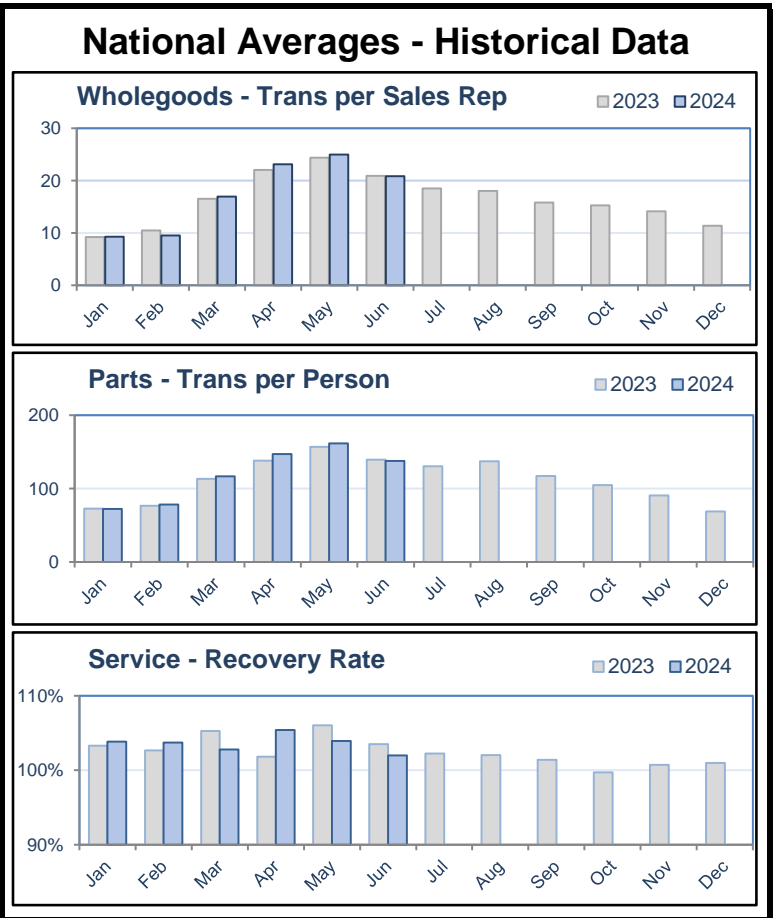 National Averages - Historical Data
Wholegoods - Trans per Sales Rep
2023 2024
30
20
10
0
Jan Feb Mar Apr May Jun Jul Aug Sep Oct Nov Dec
Parts - Trans per Person
2023 2024
200
100
0
Jan Feb Mar Apr May Jun Jul Aug Sep Oct Nov Dec
Service - Recovery Rate
2023 2024
110%
100%
90%
Jan Feb Mar Apr May Jun Jul Aug Sep Oct Nov Dec